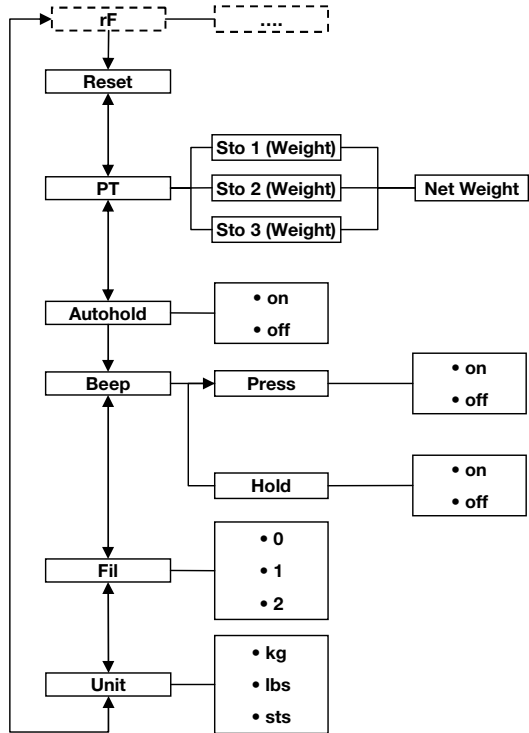 rF
....
Reset
PT
Sto 1 (Weight)
Sto 2 (Weight)
Sto 3 (Weight)
Net Weight
Autohold
• on
• off
Beep
Press
• on
• off
Hold
• on
• off
Fil
• 0
• 1
• 2
Unit
• kg
• lbs
• sts